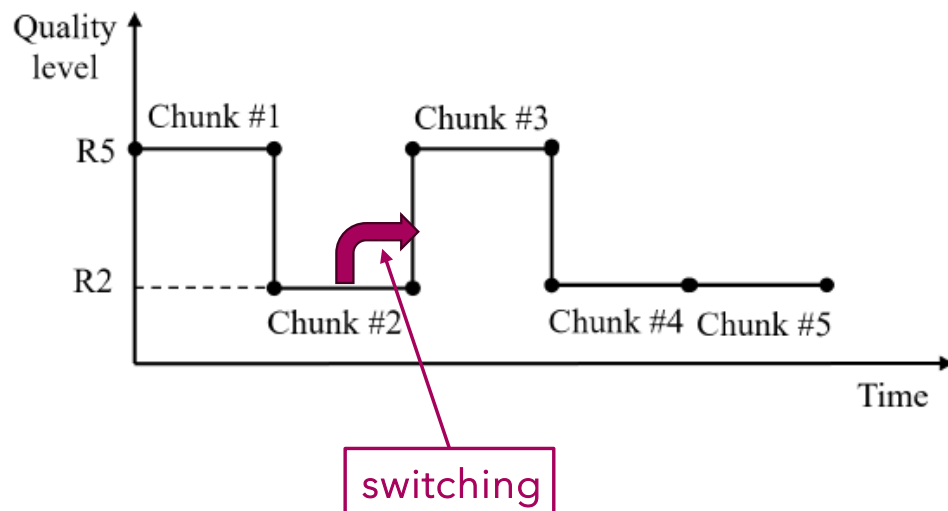 Quality
level
Chunk #1
Chunk #3
R5
R2
Chunk #2
Chunk #4
Chunk #5
Time
switching